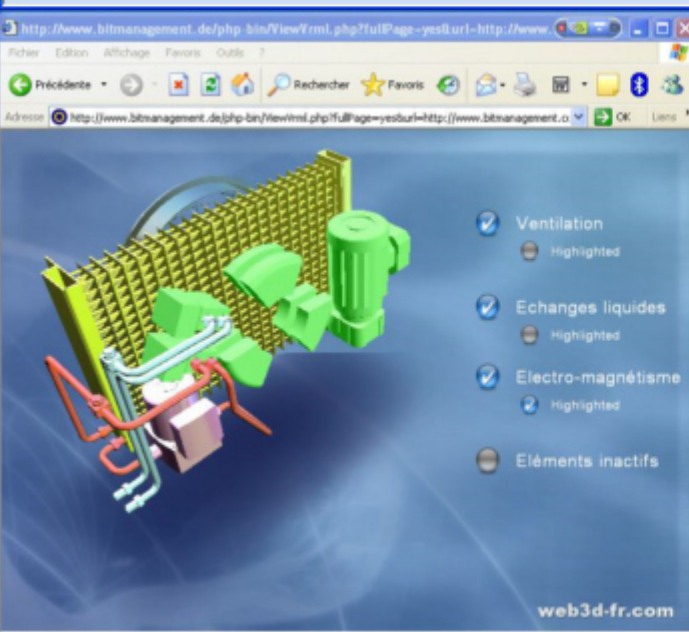 http://www.bitmanagement.de/php-bin/ViewVrml.php?fullPage=yes&url=http://www.
Fichier Edition Affichage Favoris Outils ?
Précédente Rechercher Favoris
Adresse http://www.bitmanagement.de/php-bin/ViewVrml.php?fullPage=yes&url=http://www.bitmanagement.co OK Liens
Ventilation
Highlighted
Echanges liquides
Highlighted
Electro-magnétisme
Highlighted
Eléments inactifs
web3d-fr.com